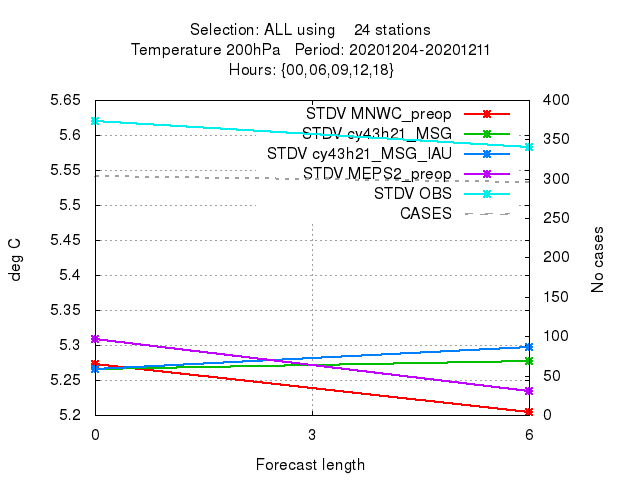 Selection: ALL using    24 stations
Temperature 200hPa   Period: 20201204-20201211
Hours: {00,06,09,12,18}
5.65
5.6
5.55
5.5
5.45
5.4
5.35
5.3
5.25
5.2
deg C
STDV MNWC_preop
STDV cy43h21_MSG
STDV cy43h21_MSG_IAU
STDV MEPS2_preop
STDV OBS
CASES
400
350
300
250
200
150
100
50
0
No cases
0 3 6
Forecast length